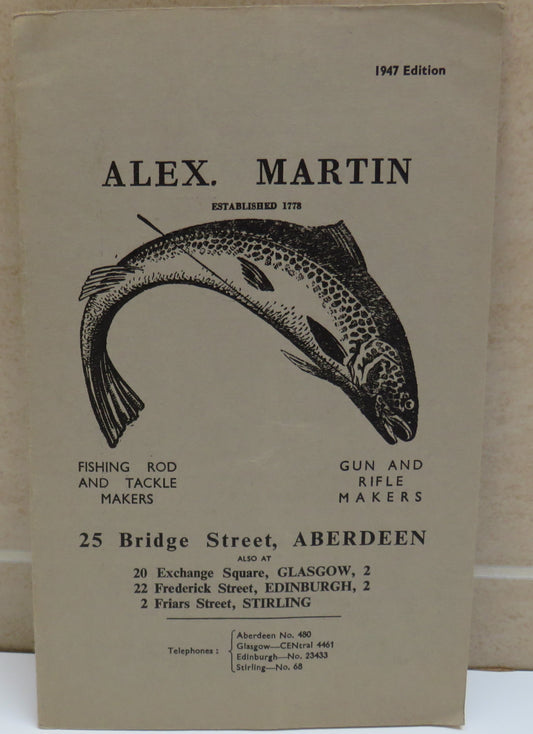 1947 Edition
ALEX. MARTIN
ESTABLISHED 1778
FISHING ROD
AND TACKLE
MAKERS
GUN AND
RIFLE
MAKERS
25 Bridge Street, ABERDEEN
ALSO AT
20 Exchange Square, GLASGOW, 2
22 Frederick Street, EDINBURGH, 2
2 Friars Street, STIRLING
Telephones :
Aberdeen No. 480
Glasgow—CENtral 4461
Edinburgh—No. 23433
Stirling—No. 68